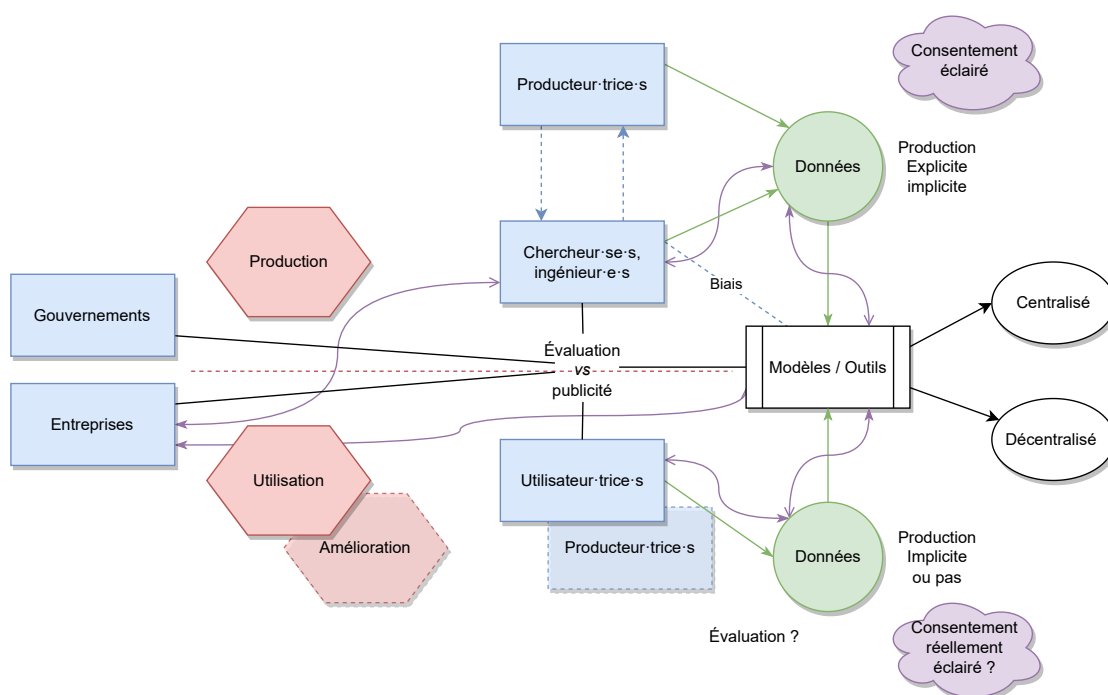 Consentement
éclairé
Producteur·trice·s
Données
Production
Explicite
implicite
Production
Chercheur·se·s,
ingénieur·e·s
Biais
Gouvernements
Centralisé
Évaluation
vs
publicité
Modèles / Outils
Entreprises
Décentralisé
Utilisation
Utilisateur·trice·s
Amélioration
Producteur·trice·s
Données
Production
Implicite
ou pas
Évaluation ?
Consentement
réellement
éclairé ?